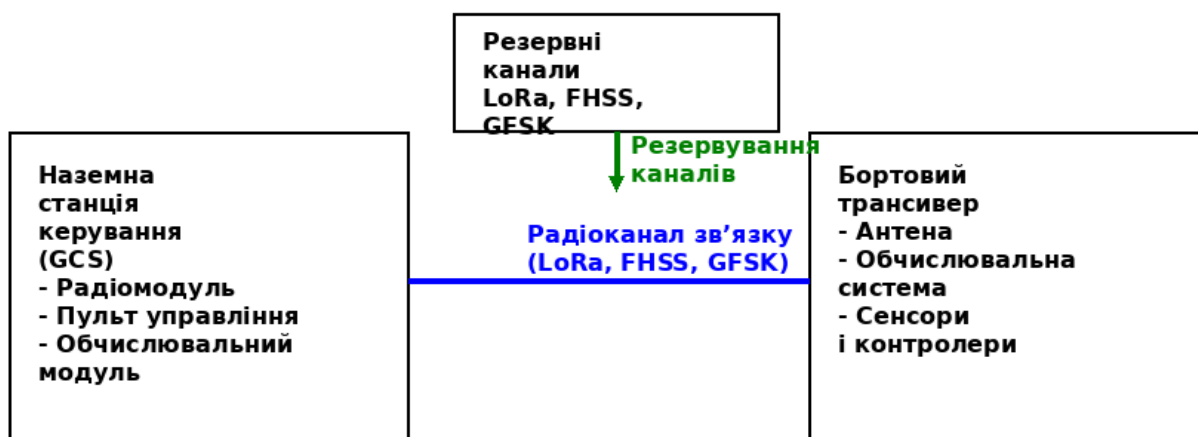 Резервні
канали
LoRa, FHSS,
GFSK
Резервування
каналів
Наземна
станція
керування
(GCS)
- Радіомодуль
- Пульт управління
- Обчислювальний
модуль
Радіоканал зв’язку
(LoRa, FHSS, GFSK)
Бортовий
трансивер
- Антена
- Обчислювальна
система
- Сенсори
і контролери